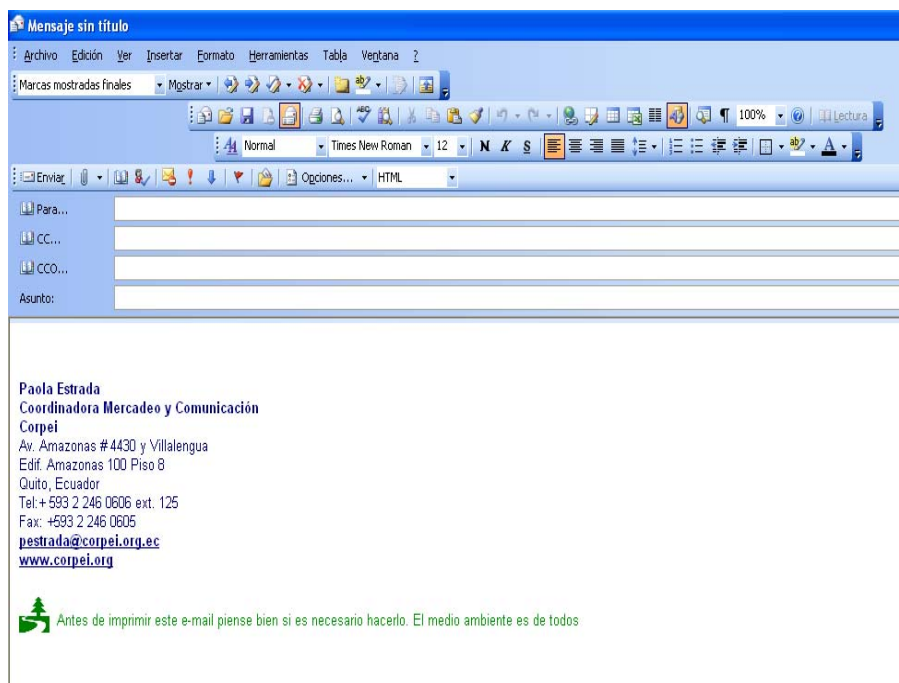 Mensaje sin título
Archivo Edición Ver Insertar Formato Herramientas Tabla Ventana ?
Marcas mostradas finales Mostrar
100% Lectura
Normal Times New Roman 12 N K S
Enviar Opciones... HTML
Para...
CC...
CCO...
Asunto:
Paola Estrada
Coordinadora Mercadeo y Comunicación
Corpei
Av. Amazonas # 4430 y Villalengua
Edif. Amazonas 100 Piso 8
Quito, Ecuador
Tel:+ 593 2 246 0606 ext. 125
Fax: +593 2 246 0605
pestrada@corpei.org.ec
www.corpei.org
Antes de imprimir este e-mail piense bien si es necesario hacerlo. El medio ambiente es de todos